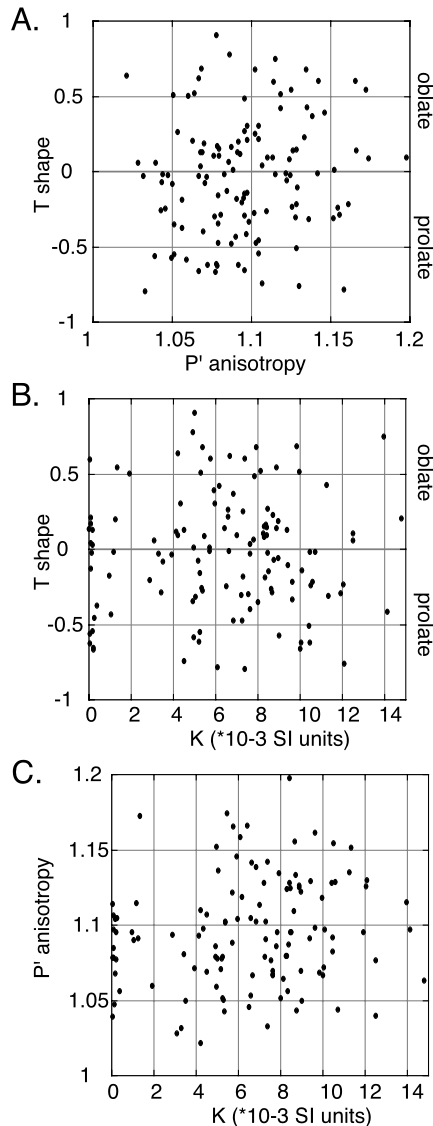 A.
1
0.5
0
-0.5
-1
T shape
oblate
prolate
1
1.05
1.1
1.15
1.2
P' anisotropy
B.
1
0.5
0
-0.5
-1
T shape
oblate
prolate
0
2
4
6
8
10
12
14
K (*10-3 SI units)
C.
1.2
1.15
1.1
1.05
1
P' anisotropy
0
2
4
6
8
10
12
14
K (*10-3 SI units)